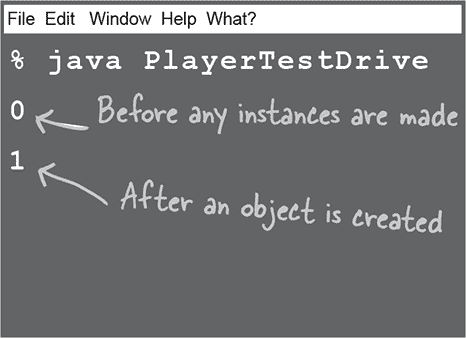 File Edit Window Help What?
% java PlayerTestDrive
0
Before any instances are made
1
After an object is created